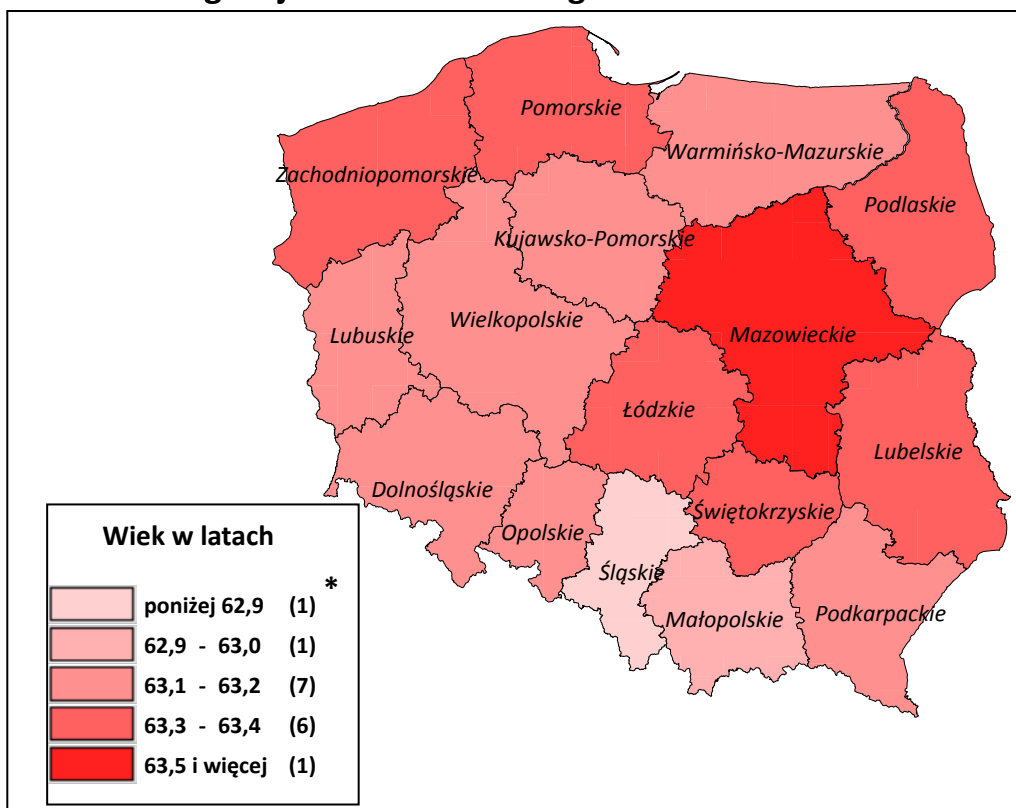 Pomorskie
Warmińsko-Mazurskie
Zachodniopomorskie
Podlaskie
Kujawsko-Pomorskie
Wielkopolskie
Lubuskie
Mazowieckie
Łódzkie
Lubelskie
Dolnośląskie
Opolskie
Świętokrzyskie
Śląskie
Małopolskie
Podkarpackie
Wiek w latach
*
poniżej 62,9 (1)
62,9 - 63,0 (1)
63,1 - 63,2 (7)
63,3 - 63,4 (6)
63,5 i więcej (1)